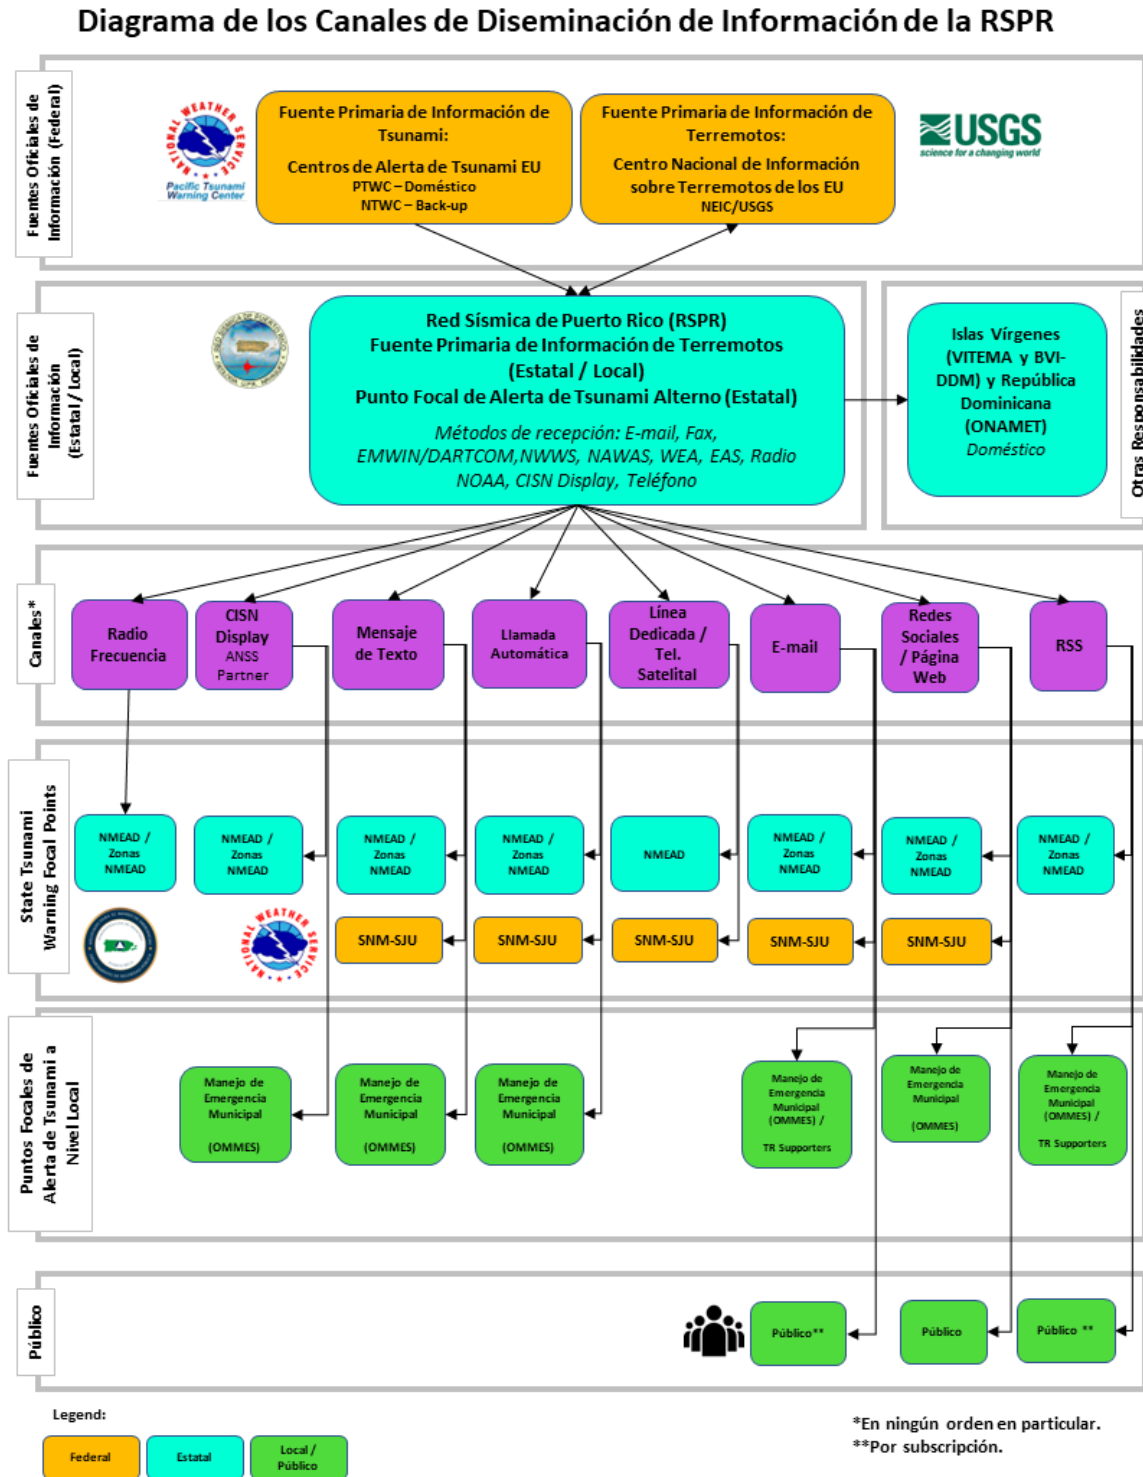 Diagrama de los Canales de Diseminación de Información de la RSPR
Fuentes Oficiales de
Información (Federal)
NATIONAL WEATHER SERVICE
Pacific Tsunami
Warning Center
Fuente Primaria de Información de
Tsunami:
Centros de Alerta de Tsunami EU
PTWC – Doméstico
NTWC – Back-up
Fuente Primaria de Información de
Terremotos:
Centro Nacional de Información
sobre Terremotos de los EU
NEIC/USGS
USGS
science for a changing world
Fuentes Oficiales de
Información
(Estatal / Local)
RED SÍSMICA DE PUERTO RICO
Red Sísmica de Puerto Rico (RSPR)
Fuente Primaria de Información de Terremotos
(Estatal / Local)
Punto Focal de Alerta de Tsunami Alterno (Estatal)
Métodos de recepción: E-mail, Fax,
EMWIN/DARTCOM,NWWS, NAWAS, WEA, EAS, Radio
NOAA, CISN Display, Teléfono
Islas Vírgenes
(VITEMA y BVI-
DDM) y República
Dominicana
(ONAMET)
Doméstico
Otras Responsabilidades
Canales*
Radio
Frecuencia
CISN
Display
ANSS
Partner
Mensaje
de Texto
Llamada
Automática
Línea
Dedicada /
Tel.
Satelital
E-mail
Redes
Sociales
/ Página
Web
RSS
State Tsunami
Warning Focal Points
NMEAD /
Zonas
NMEAD
NMEAD /
Zonas
NMEAD
NMEAD /
Zonas
NMEAD
NMEAD /
Zonas
NMEAD
NMEAD
NMEAD /
Zonas
NMEAD
NMEAD /
Zonas
NMEAD
NMEAD /
Zonas
NMEAD
NATIONAL WEATHER SERVICE
SNM-SJU
SNM-SJU
SNM-SJU
SNM-SJU
SNM-SJU
Puntos Focales de
Alerta de Tsunami a
Nivel Local
Manejo de
Emergencia
Municipal
(OMMES)
Manejo de
Emergencia
Municipal
(OMMES)
Manejo de
Emergencia
Municipal
(OMMES)
Manejo de
Emergencia
Municipal
(OMMES) /
TR Supporters
Manejo de
Emergencia
Municipal
(OMMES)
Manejo de
Emergencia
Municipal
(OMMES) /
TR Supporters
Público
Público**
Público
Público **
Legend:
Federal
Estatal
Local /
Público
*En ningún orden en particular.
**Por subscripción.